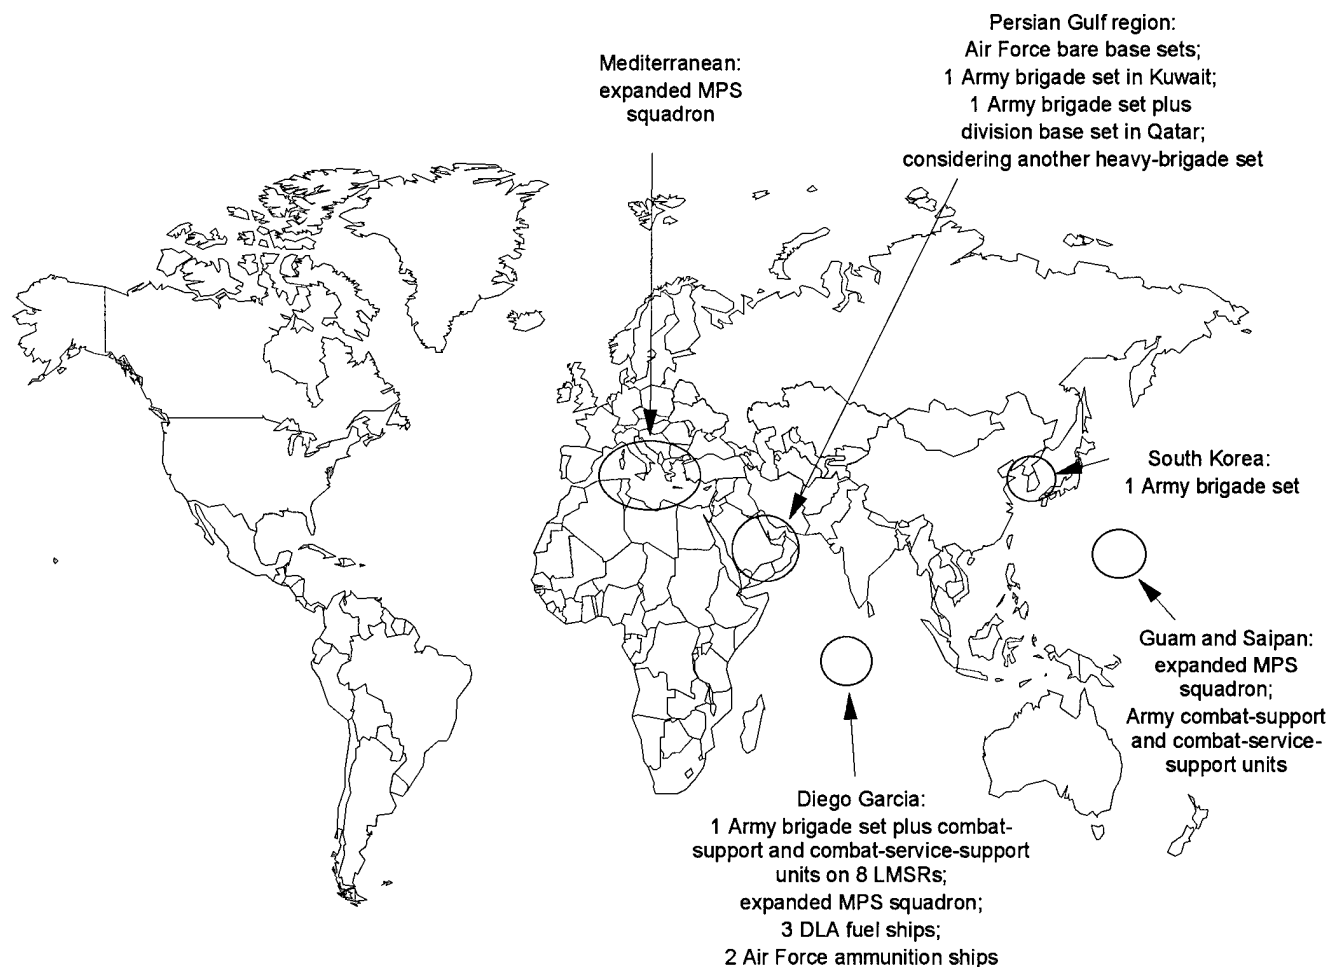 Mediterranean:
expanded MPS
squadron
Persian Gulf region:
Air Force bare base sets;
1 Army brigade set in Kuwait;
1 Army brigade set plus
division base set in Qatar;
considering another heavy-brigade set
South Korea:
1 Army brigade set
Guam and Saipan:
expanded MPS
squadron;
Army combat-support
and combat-service-
support units
Diego Garcia:
1 Army brigade set plus combat-
support and combat-service-support
units on 8 LMSRs;
expanded MPS squadron;
3 DLA fuel ships;
2 Air Force ammunition ships